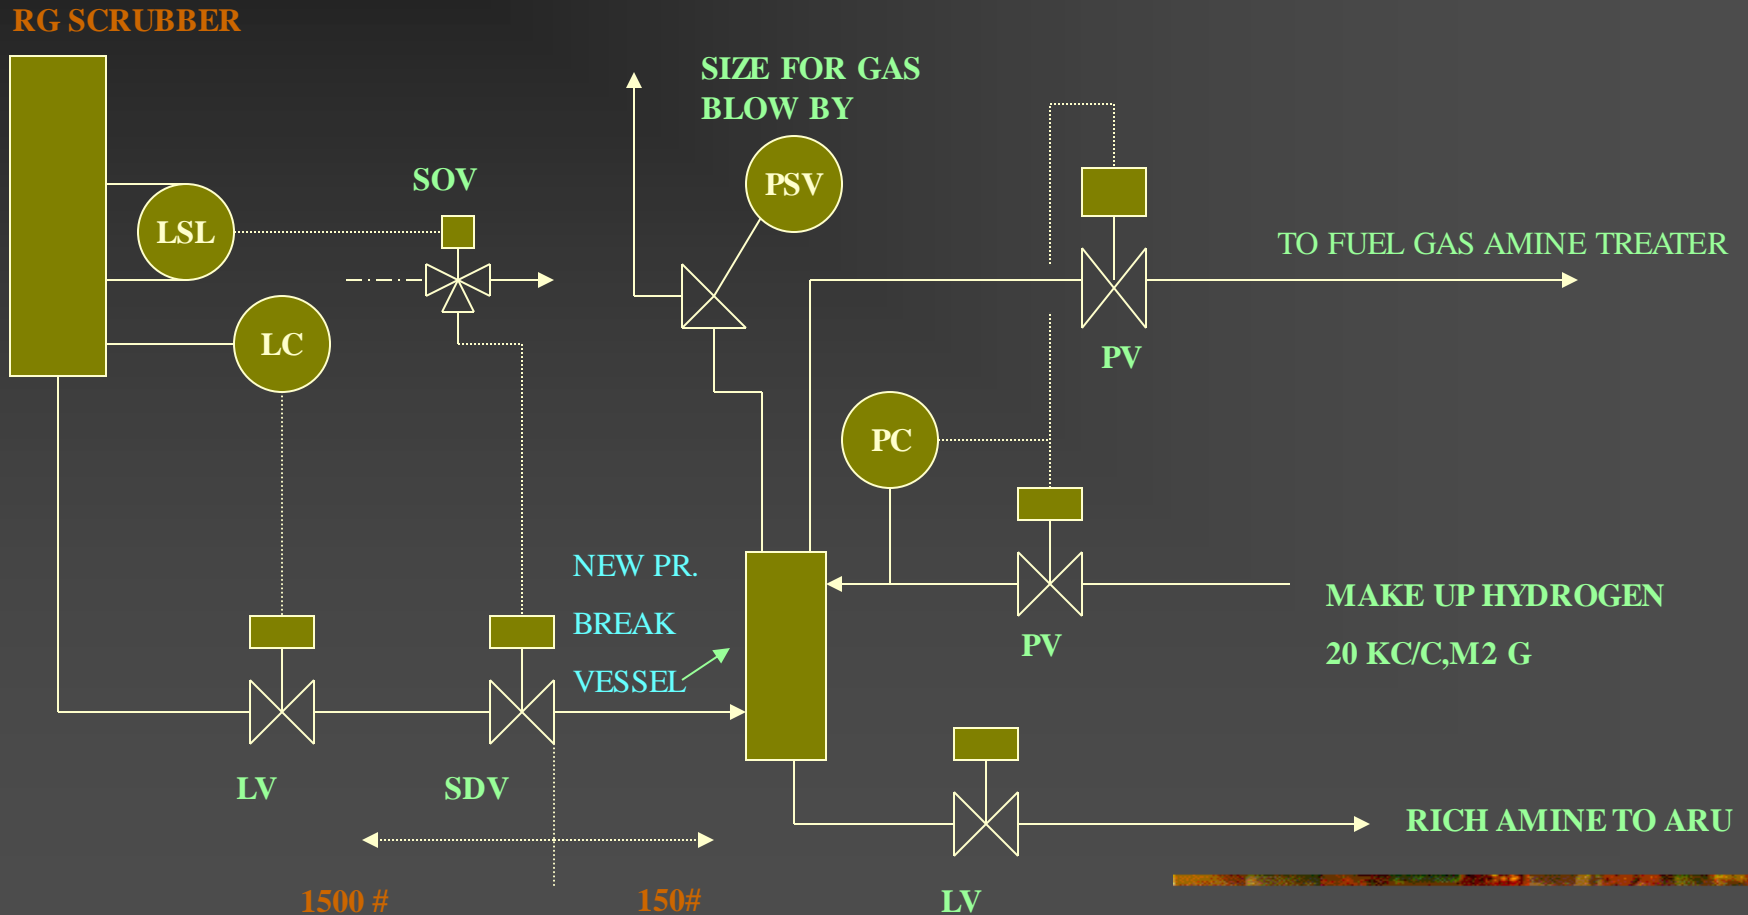 RG SCRUBBER
SIZE FOR GAS
BLOW BY
SOV
PSV
LSL
TO FUEL GAS AMINE TREATER
LC
PV
PC
NEW PR.
BREAK
VESSEL
MAKE UP HYDROGEN
20 KC/C,M2 G
PV
LV
SDV
RICH AMINE TO ARU
1500 #
150#
LV